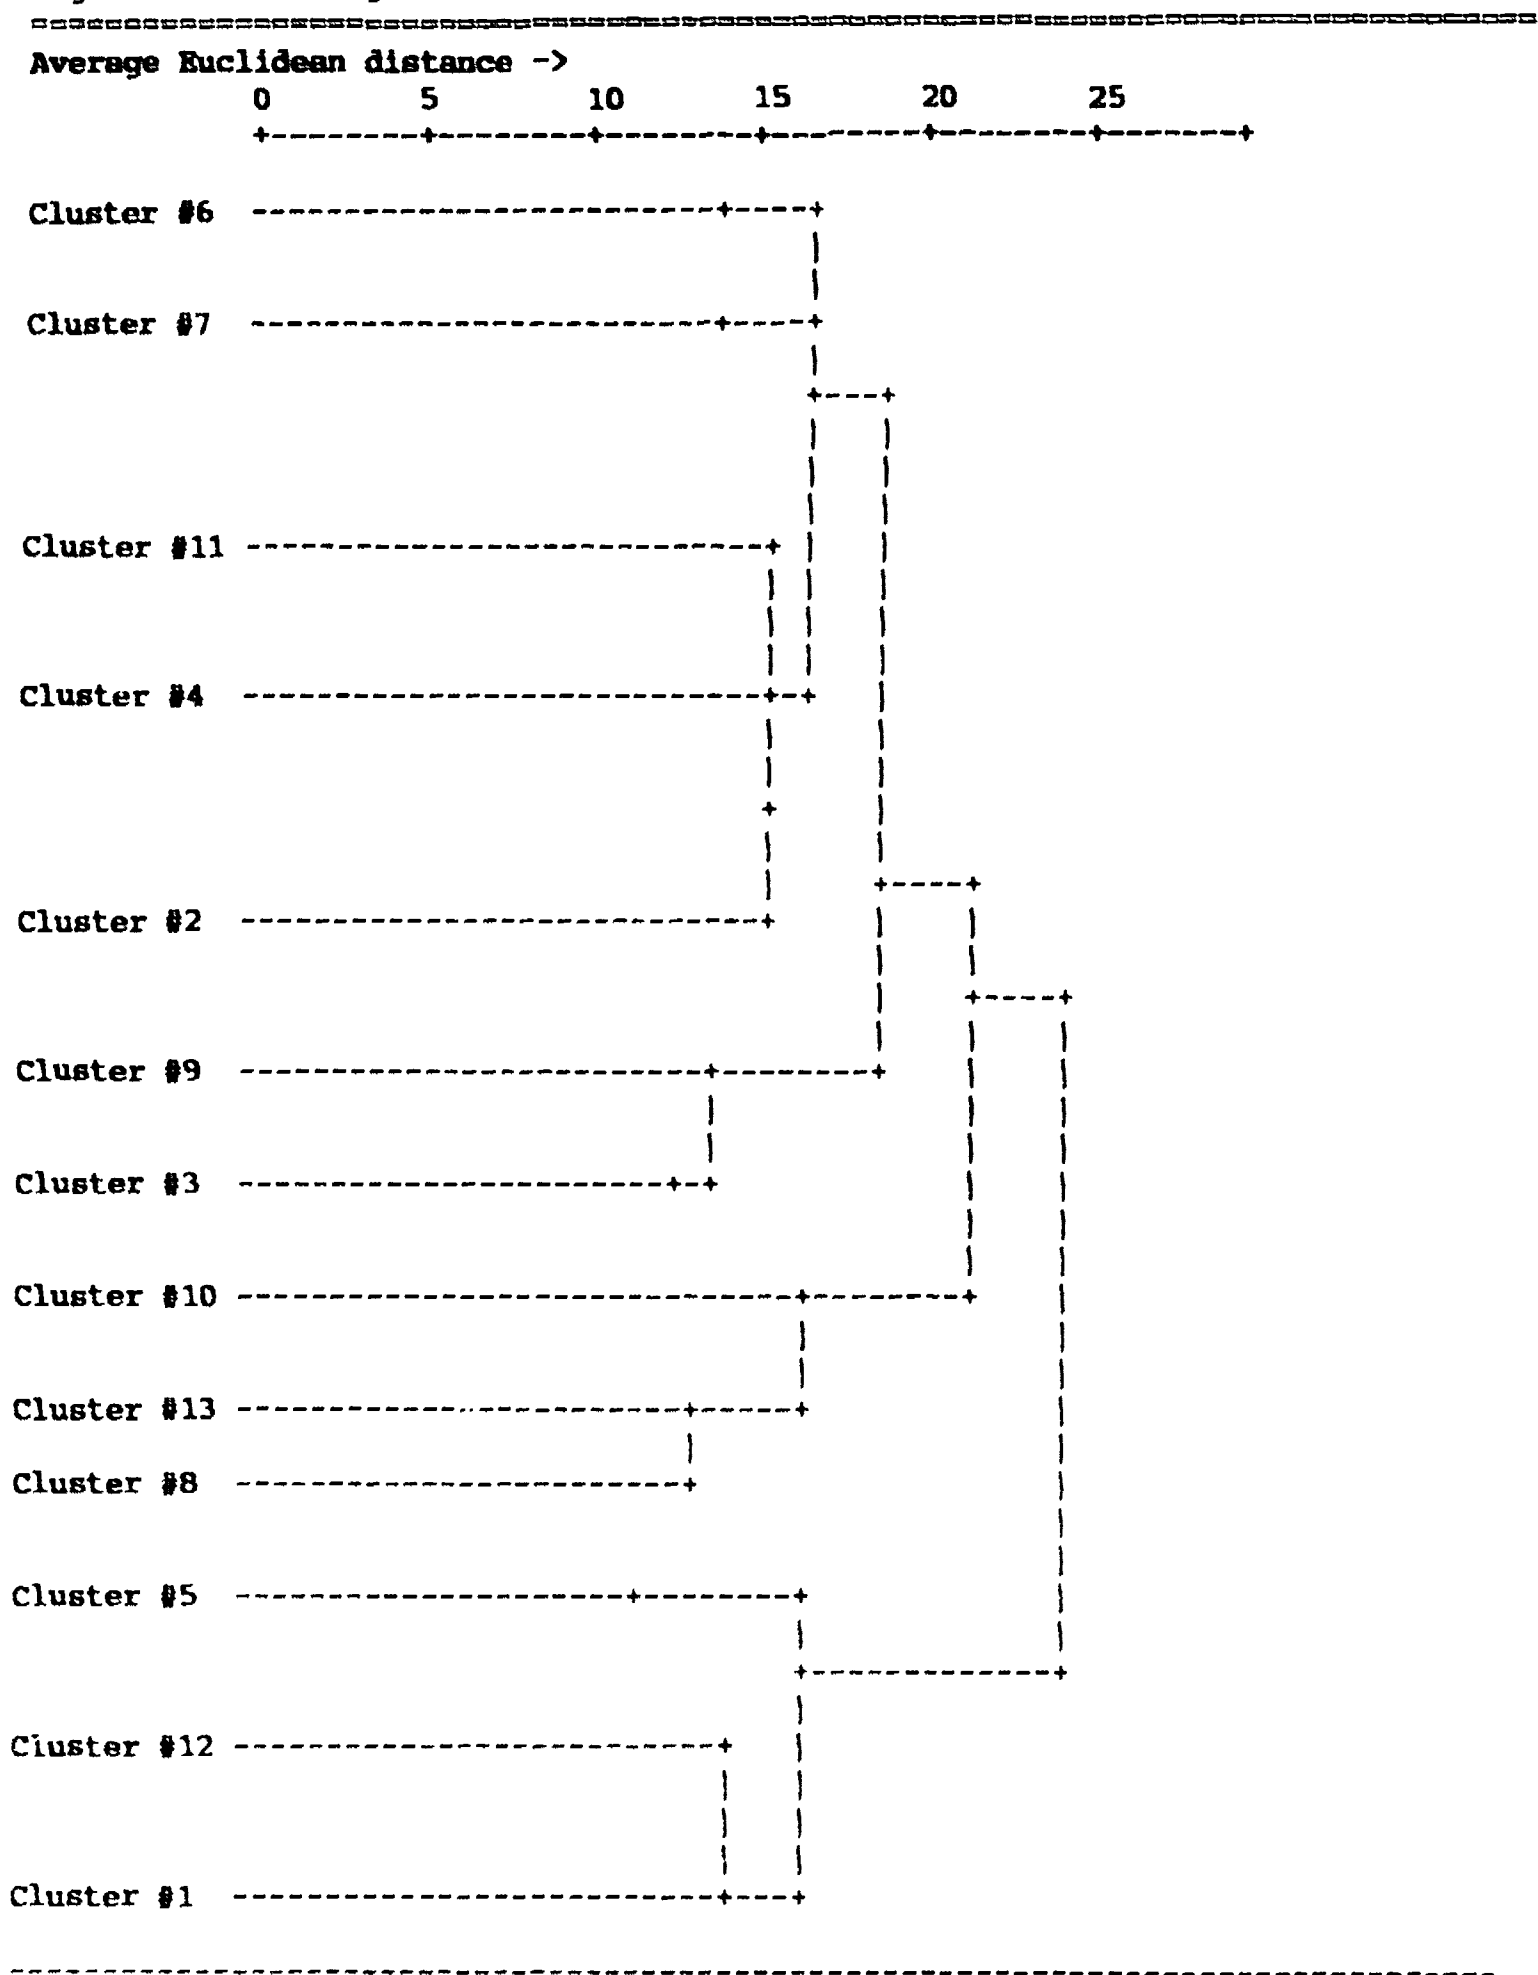 Average Euclidean distance ->
0 5 10 15 20 25
Cluster #6
Cluster #7
Cluster #11
Cluster #4
Cluster #2
Cluster #9
Cluster #3
Cluster #10
Cluster #13
Cluster #8
Cluster #5
Cluster #12
Cluster #1